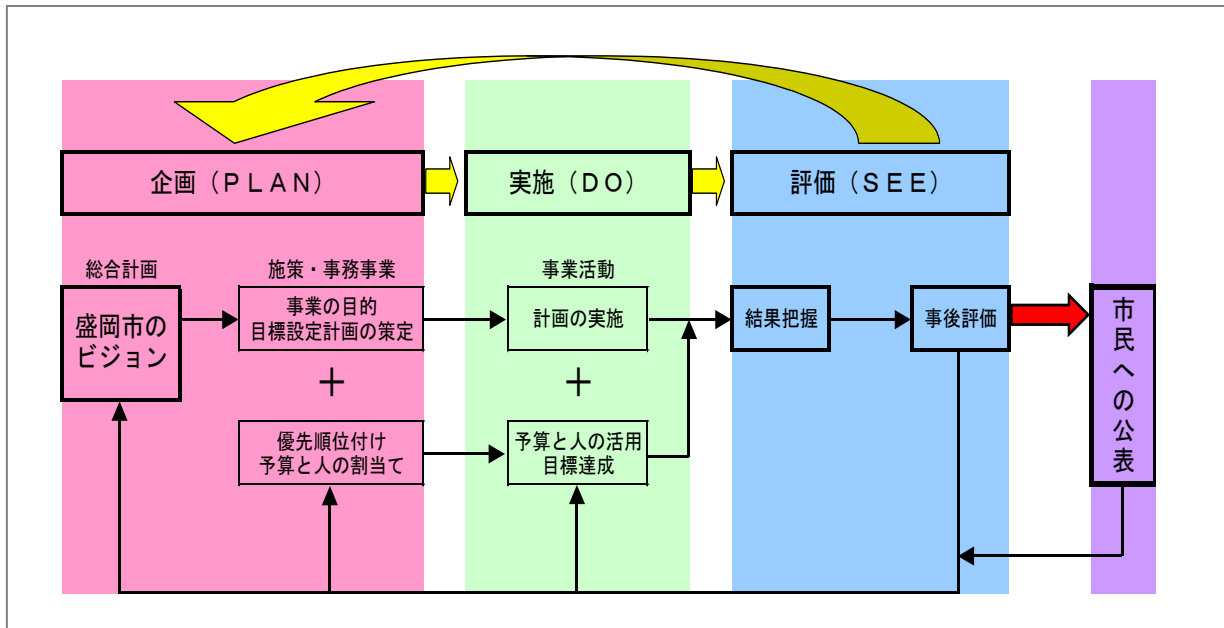 企画(PLAN)
実施(DO)
評価(SEE)
総合計画
盛岡市の
ビジョン
施策・事務事業
事業の目的
目標設定計画の策定
+
優先順位付け
予算と人の割当て
事業活動
計画の実施
+
予算と人の活用
目標達成
結果把握
事後評価
市民への公表